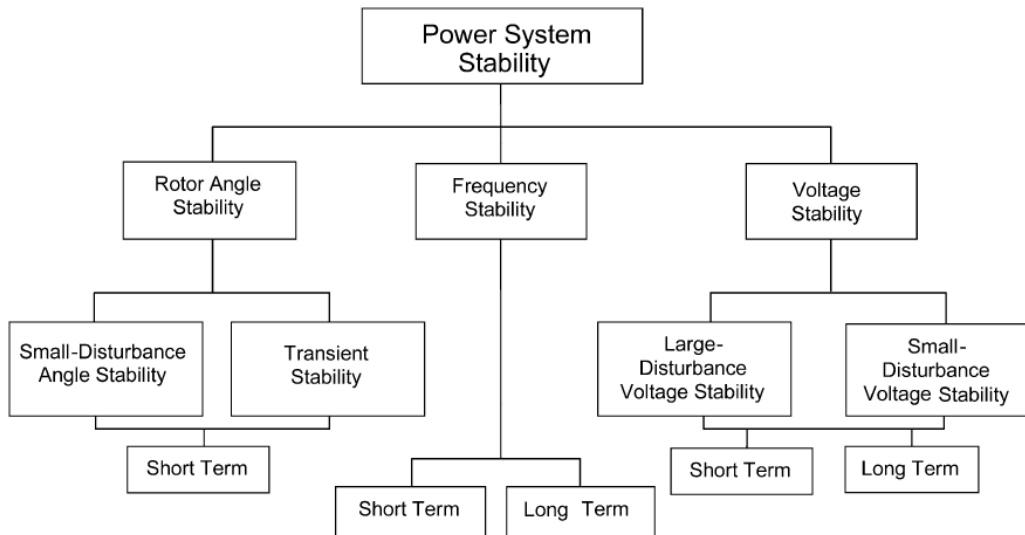 Power System
Stability
Rotor Angle
Stability
Frequency
Stability
Voltage
Stability
Small-Disturbance
Angle Stability
Transient
Stability
Large-
Disturbance
Voltage Stability
Small-
Disturbance
Voltage Stability
Short Term
Short Term
Long Term
Short Term
Long Term